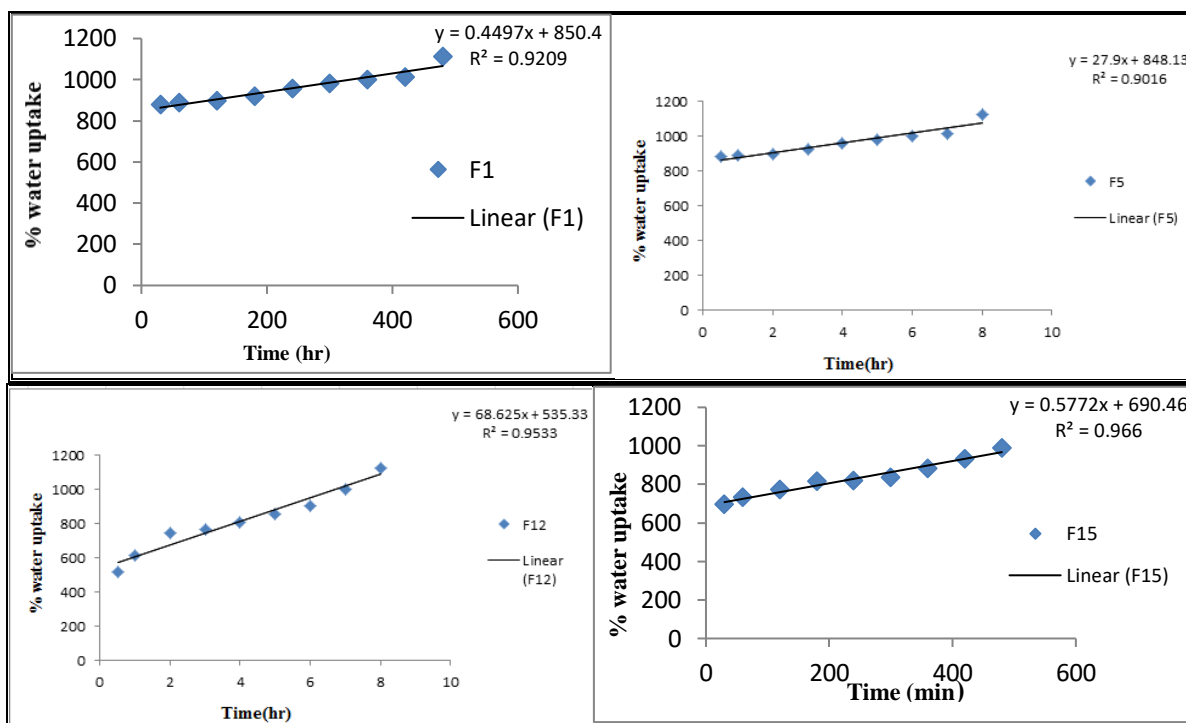 y = 0.4497x + 850.4
R² = 0.9209
1200
1000
800
600
400
200
0
0 200 400 600
% water uptake
Time (hr)
F1
Linear (F1)
y = 27.9x + 848.13
R² = 0.9016
1200
1000
800
600
400
200
0
0 2 4 6 8 10
% water uptake
Time(hr)
F5
Linear (F5)
y = 68.625x + 535.33
R² = 0.9533
1200
1000
800
600
400
200
0
0 2 4 6 8 10
% water uptake
Time(hr)
F12
Linear
(F12)
y = 0.5772x + 690.46
R² = 0.966
1200
1000
800
600
400
200
0
0 200 400 600
% water uptake
Time (min)
F15
Linear (F15)